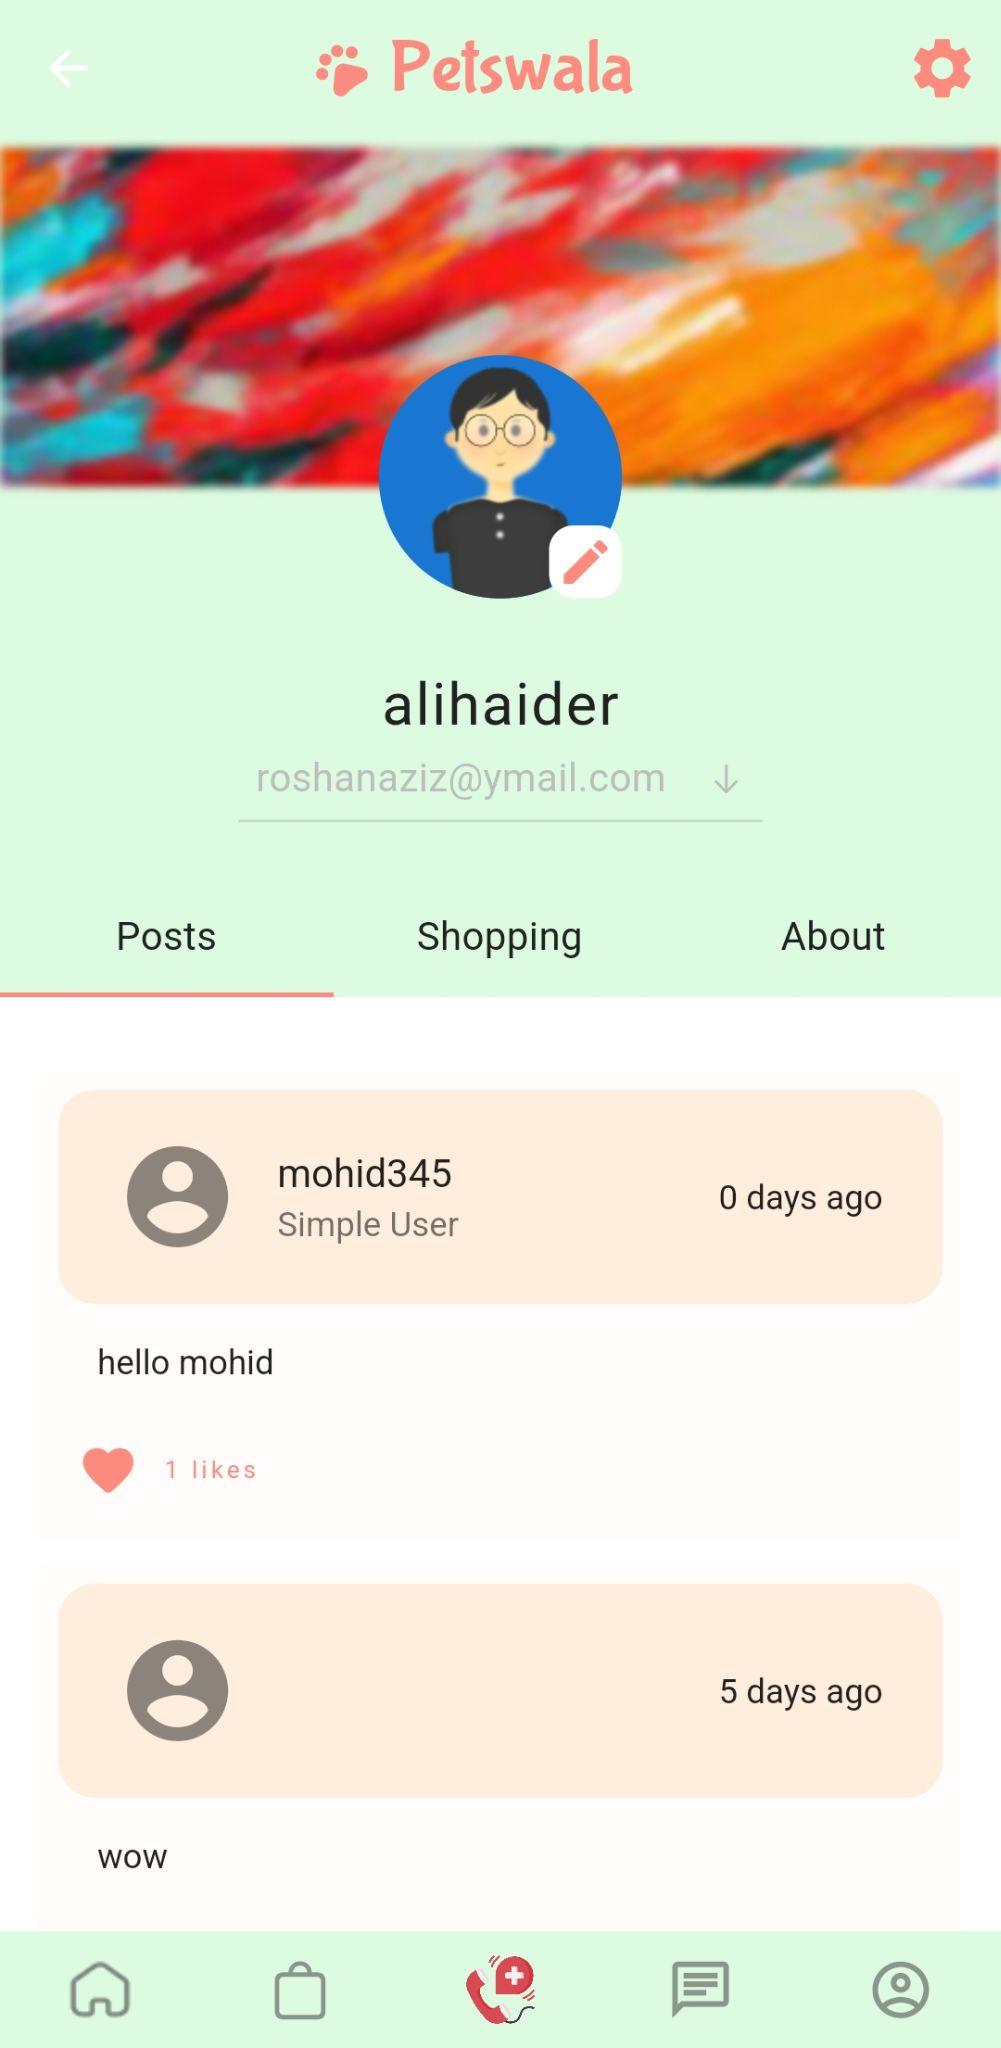 Petswala
alihaider
roshanaziz@ymail.com
Posts Shopping About
mohid345
Simple User
0 days ago
hello mohid
1 likes
5 days ago
wow